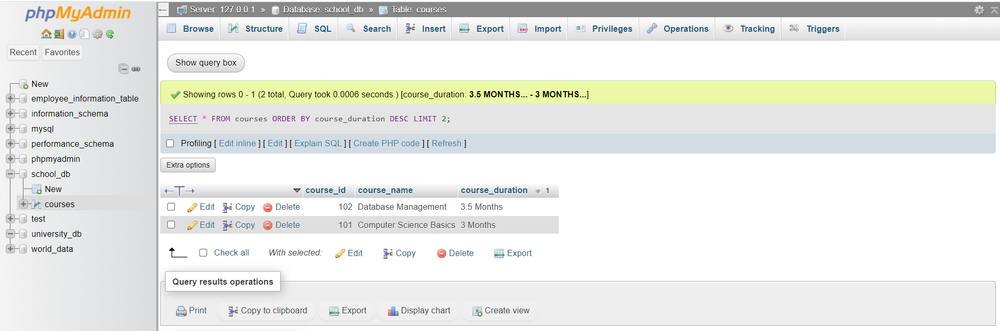 phpMyAdmin
Recent Favorites
New
employee_information_table
information_schema
mysql
performance_schema
phpmyadmin
school_db
New
courses
test
university_db
world_data
Server: 127.0.0.1 » Database: school_db » Table: courses
Browse Structure SQL Search Insert Export Import Privileges Operations Tracking Triggers
Show query box
Showing rows 0 - 1 (2 total, Query took 0.0006 seconds.) [course_duration: 3.5 MONTHS... - 3 MONTHS...]
SELECT * FROM courses ORDER BY course_duration DESC LIMIT 2;
Profiling [ Edit inline ] [ Edit ] [ Explain SQL ] [ Create PHP code ] [ Refresh ]
Extra options
←T→ course_id course_name course_duration 1
Edit Copy Delete 102 Database Management 3.5 Months
Edit Copy Delete 101 Computer Science Basics 3 Months
Check all With selected: Edit Copy Delete Export
Query results operations
Print Copy to clipboard Export Display chart Create view